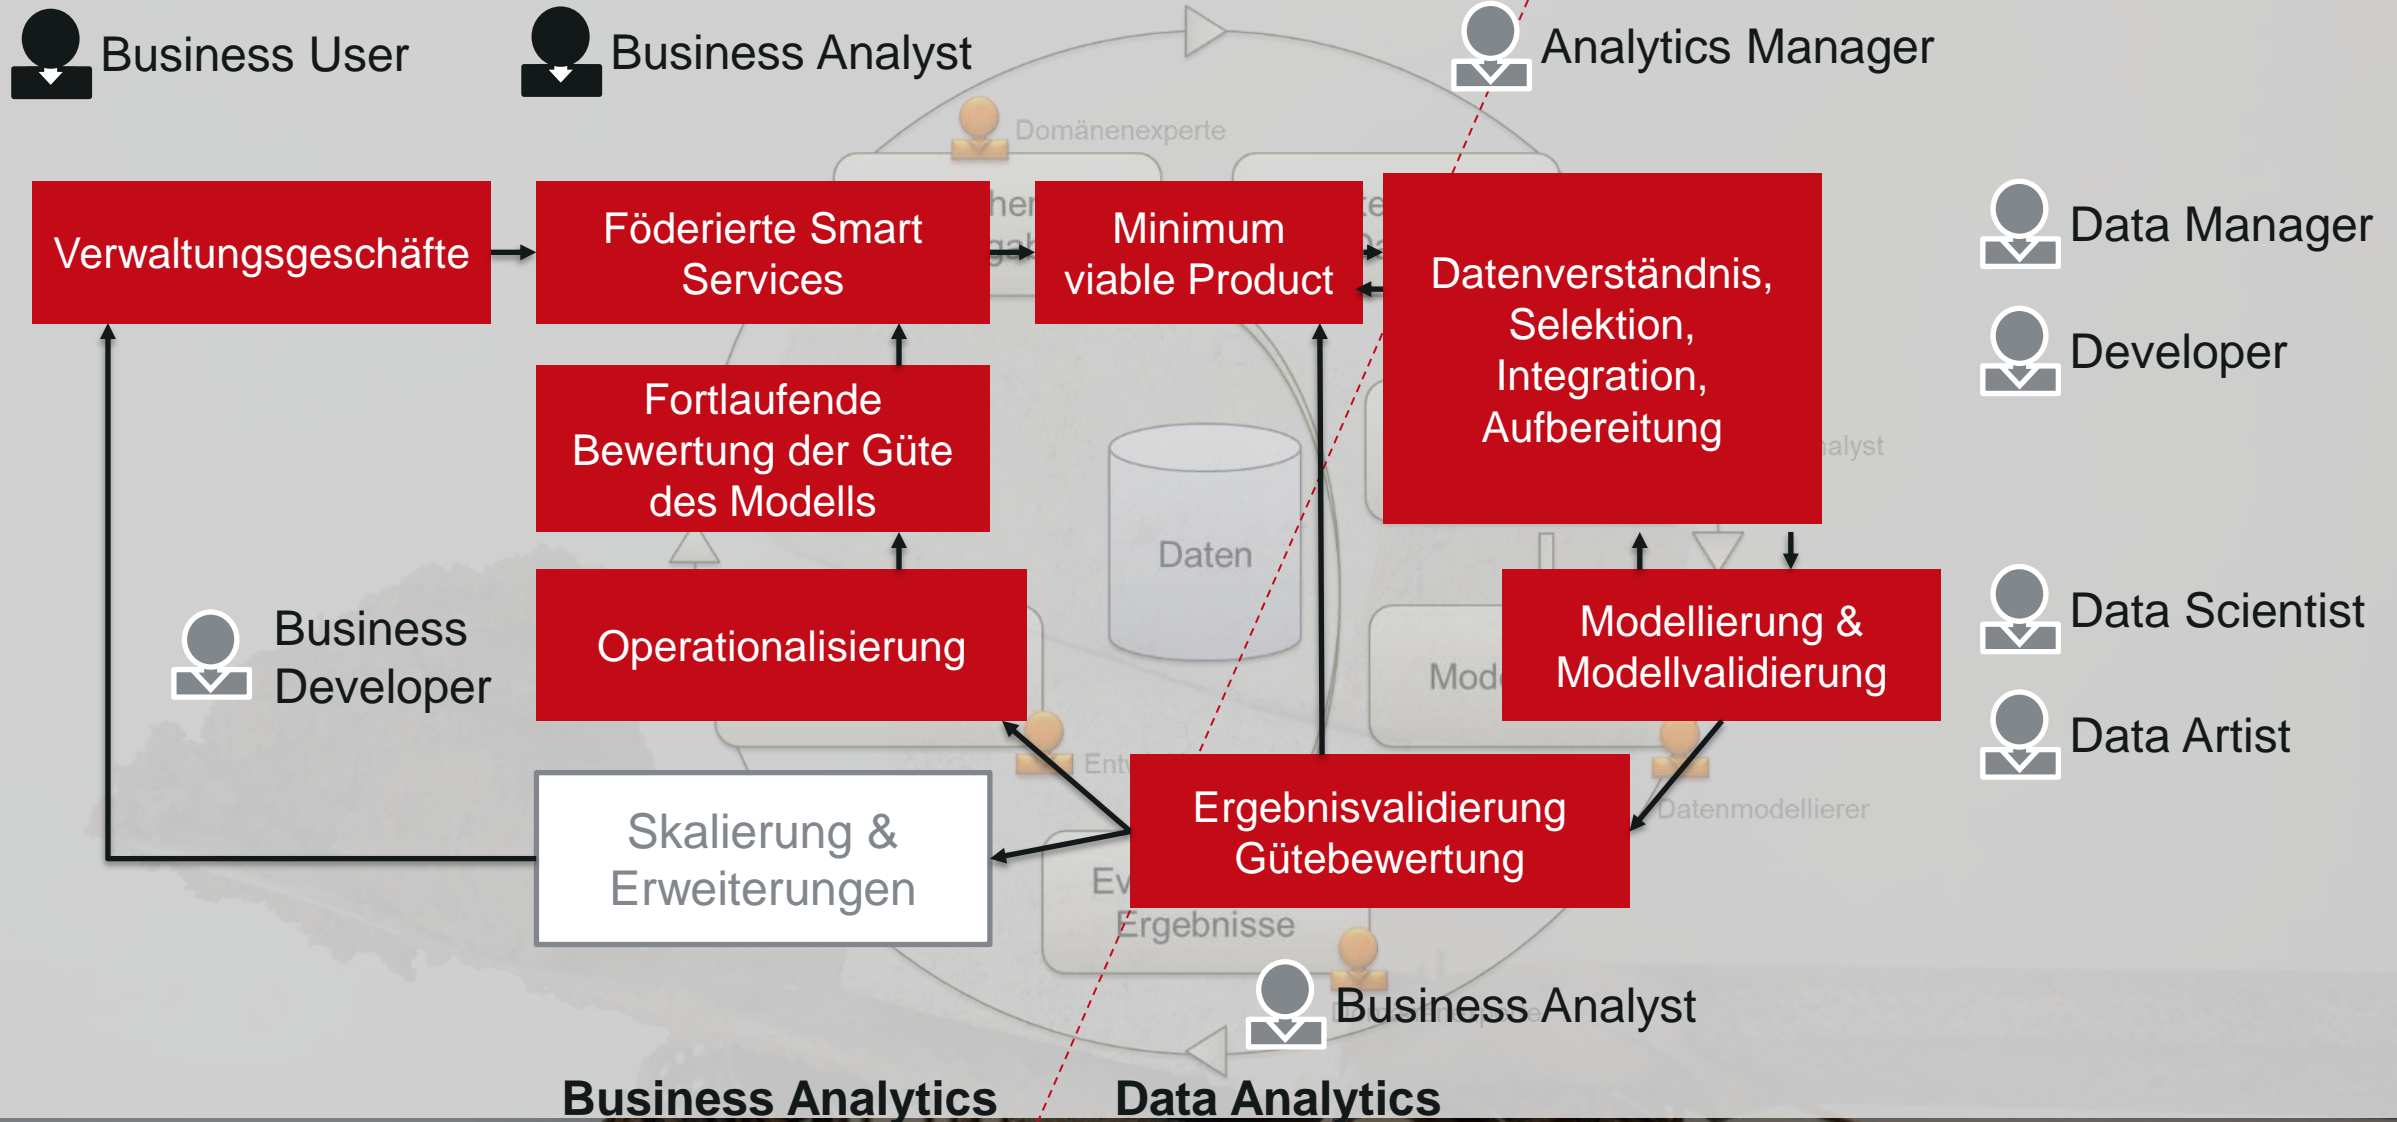 Business User
Business Analyst
Analytics Manager
Domänenexperte
Verwaltungsgeschäfte
Föderierte Smart
Services
Minimum
viable Product
Datenverständnis,
Selektion,
Integration,
Aufbereitung
Data Manager
Developer
Fortlaufende
Bewertung der Güte
des Modells
Daten
Operationalisierung
Business
Developer
Modellierung &
Modellvalidierung
Data Scientist
Data Artist
Skalierung &
Erweiterungen
Ergebnisvalidierung
Gütebewertung
Datenmodellierer
Ergebnisse
Business Analyst
Business Analytics
Data Analytics